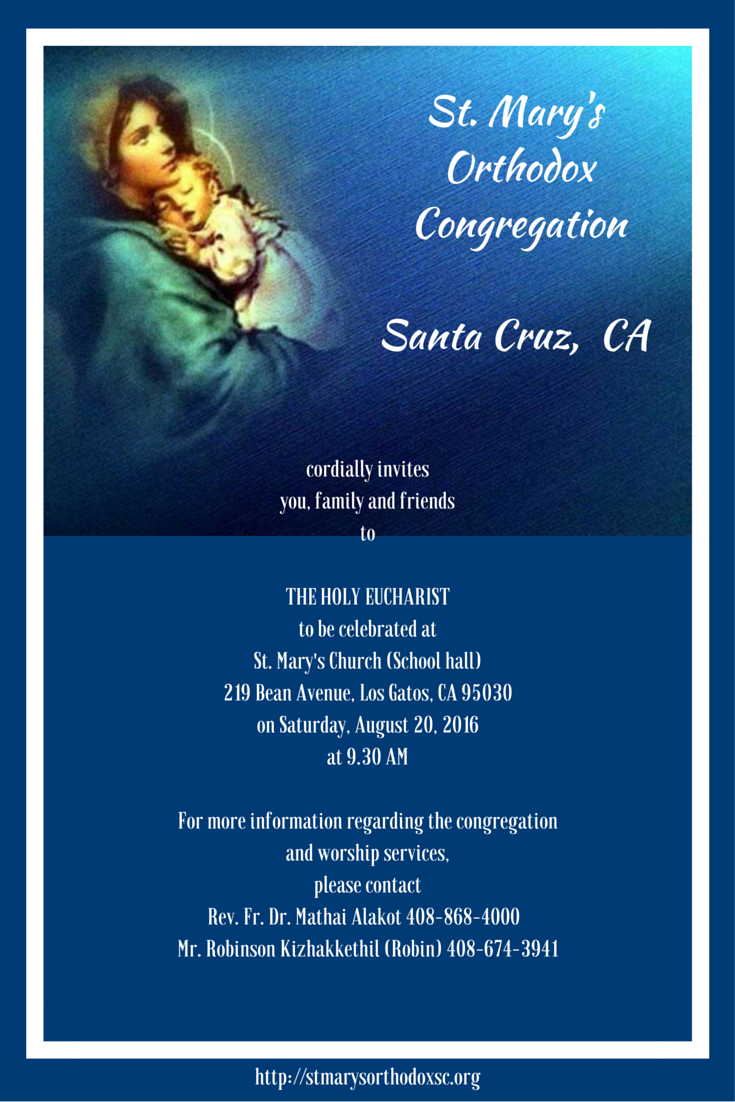 St. Mary's
Orthodox
Congregation
Santa Cruz, CA
cordially invites
you, family and friends
to
THE HOLY EUCHARIST
to be celebrated at
St. Mary's Church (School hall)
219 Bean Avenue, Los Gatos, CA 95030
on Saturday, August 20, 2016
at 9.30 AM
For more information regarding the congregation
and worship services,
please contact
Rev. Fr. Dr. Mathai Alakot 408-868-4000
Mr. Robinson Kizhakkethil (Robin) 408-674-3941
http://stmarysorthodoxsc.org